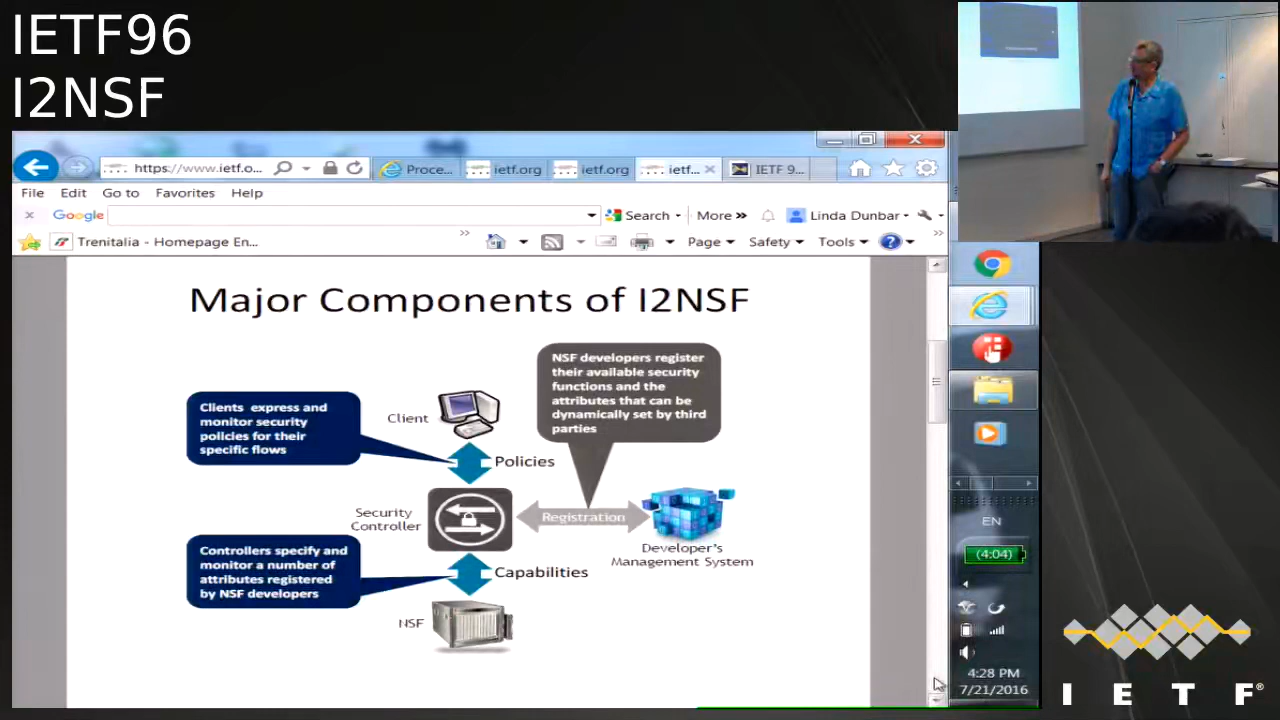 IETF96
I2NSF
https://www.ietf.o...
Proce...
ietf.org
ietf.org
ietf...
IETF 9...
File Edit Go to Favorites Help
Google
Search
More »
Linda Dunbar
Trenitalia - Homepage En...
Page
Safety
Tools
Major Components of I2NSF
NSF developers register
their available security
functions and the
attributes that can be
dynamically set by third
parties
Clients express and
monitor security
policies for their
specific flows
Client
Policies
Security
Controller
Registration
Developer's
Management System
Controllers specify and
monitor a number of
attributes registered
by NSF developers
Capabilities
NSF
EN
(4:04)
4:28 PM
7/21/2016
I E T F®